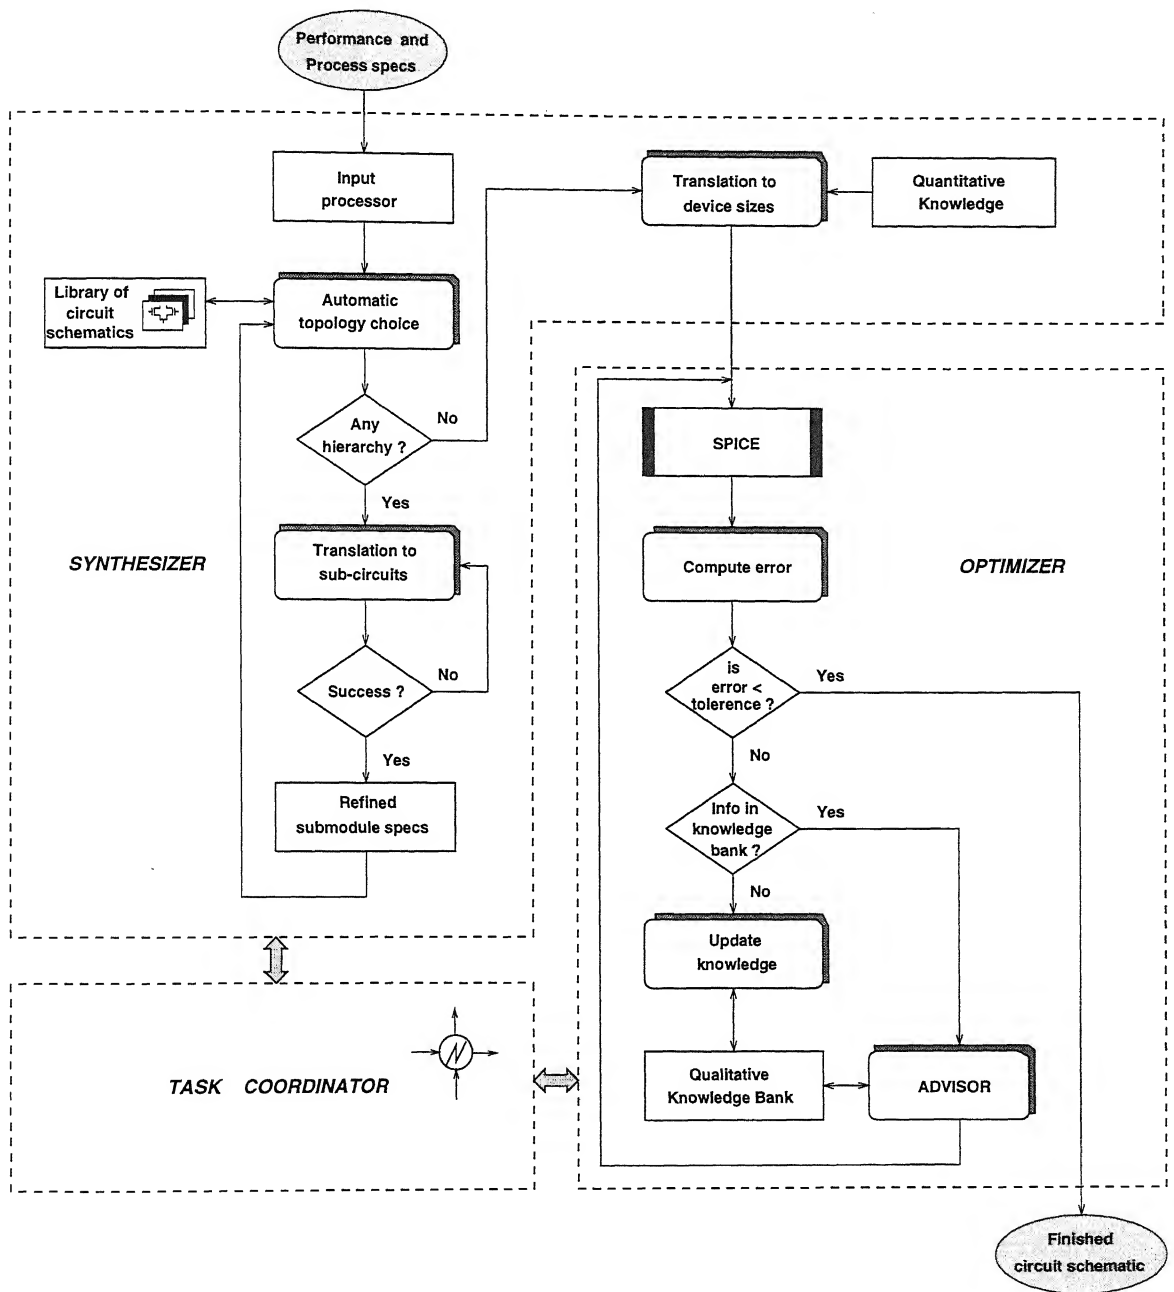 Performance and
Process specs
Input
processor
Translation to
device sizes
Quantitative
Knowledge
Library of
circuit
schematics
Automatic
topology choice
Any
hierarchy ?
No
Yes
SPICE
SYNTHESIZER
Translation to
sub-circuits
Compute error
OPTIMIZER
Success ?
No
Yes
is
error <
tolerence ?
Yes
No
Refined
submodule specs
Info in
knowledge
bank ?
Yes
No
Update
knowledge
TASK COORDINATOR
Qualitative
Knowledge Bank
ADVISOR
Finished
circuit schematic